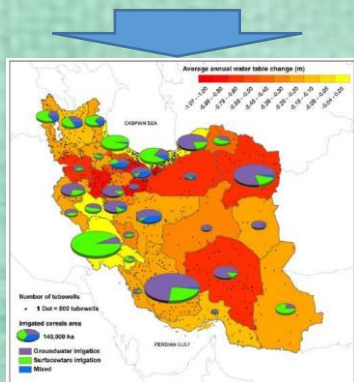 Average annual water table change (m)
CASPIAN SEA
Number of tubewells
1 Dot = 500 tubewells
Irrigated cereals area
140,000 ha
Groundwater irrigation
Surfacewater irrigation
Mixed
PERSIAN GULF